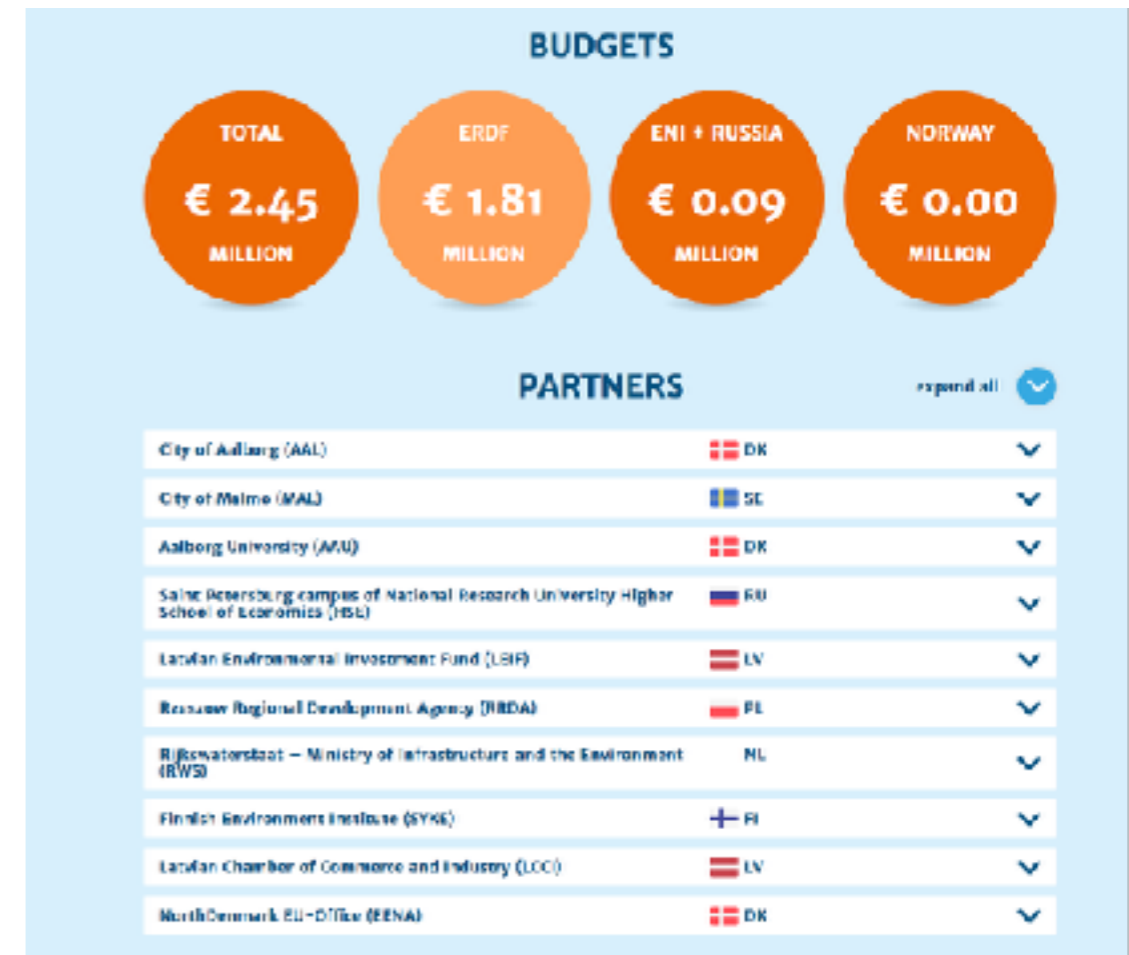 BUDGETS
TOTAL
€ 2.45
MILLION
ERDF
€ 1.81
MILLION
ENI + RUSSIA
€ 0.09
MILLION
NORWAY
€ 0.00
MILLION
PARTNERS
expand all
City of Aalborg (AAL)
DK
City of Malmo (MAL)
SE
Aalborg University (AAU)
DK
Saint Petersburg campus of National Research University Higher
School of Economics (HSE)
RU
Latvian Environmental Investment Fund (LEIF)
LV
Rzeszow Regional Development Agency (RRDA)
PL
Rijkswaterstaat – Ministry of Infrastructure and the Environment
(RWS)
NL
Finnish Environment Institute (SYKE)
FI
Latvian Chamber of Commerce and Industry (LCCI)
LV
NorthDenmark EU-Office (EENA)
DK